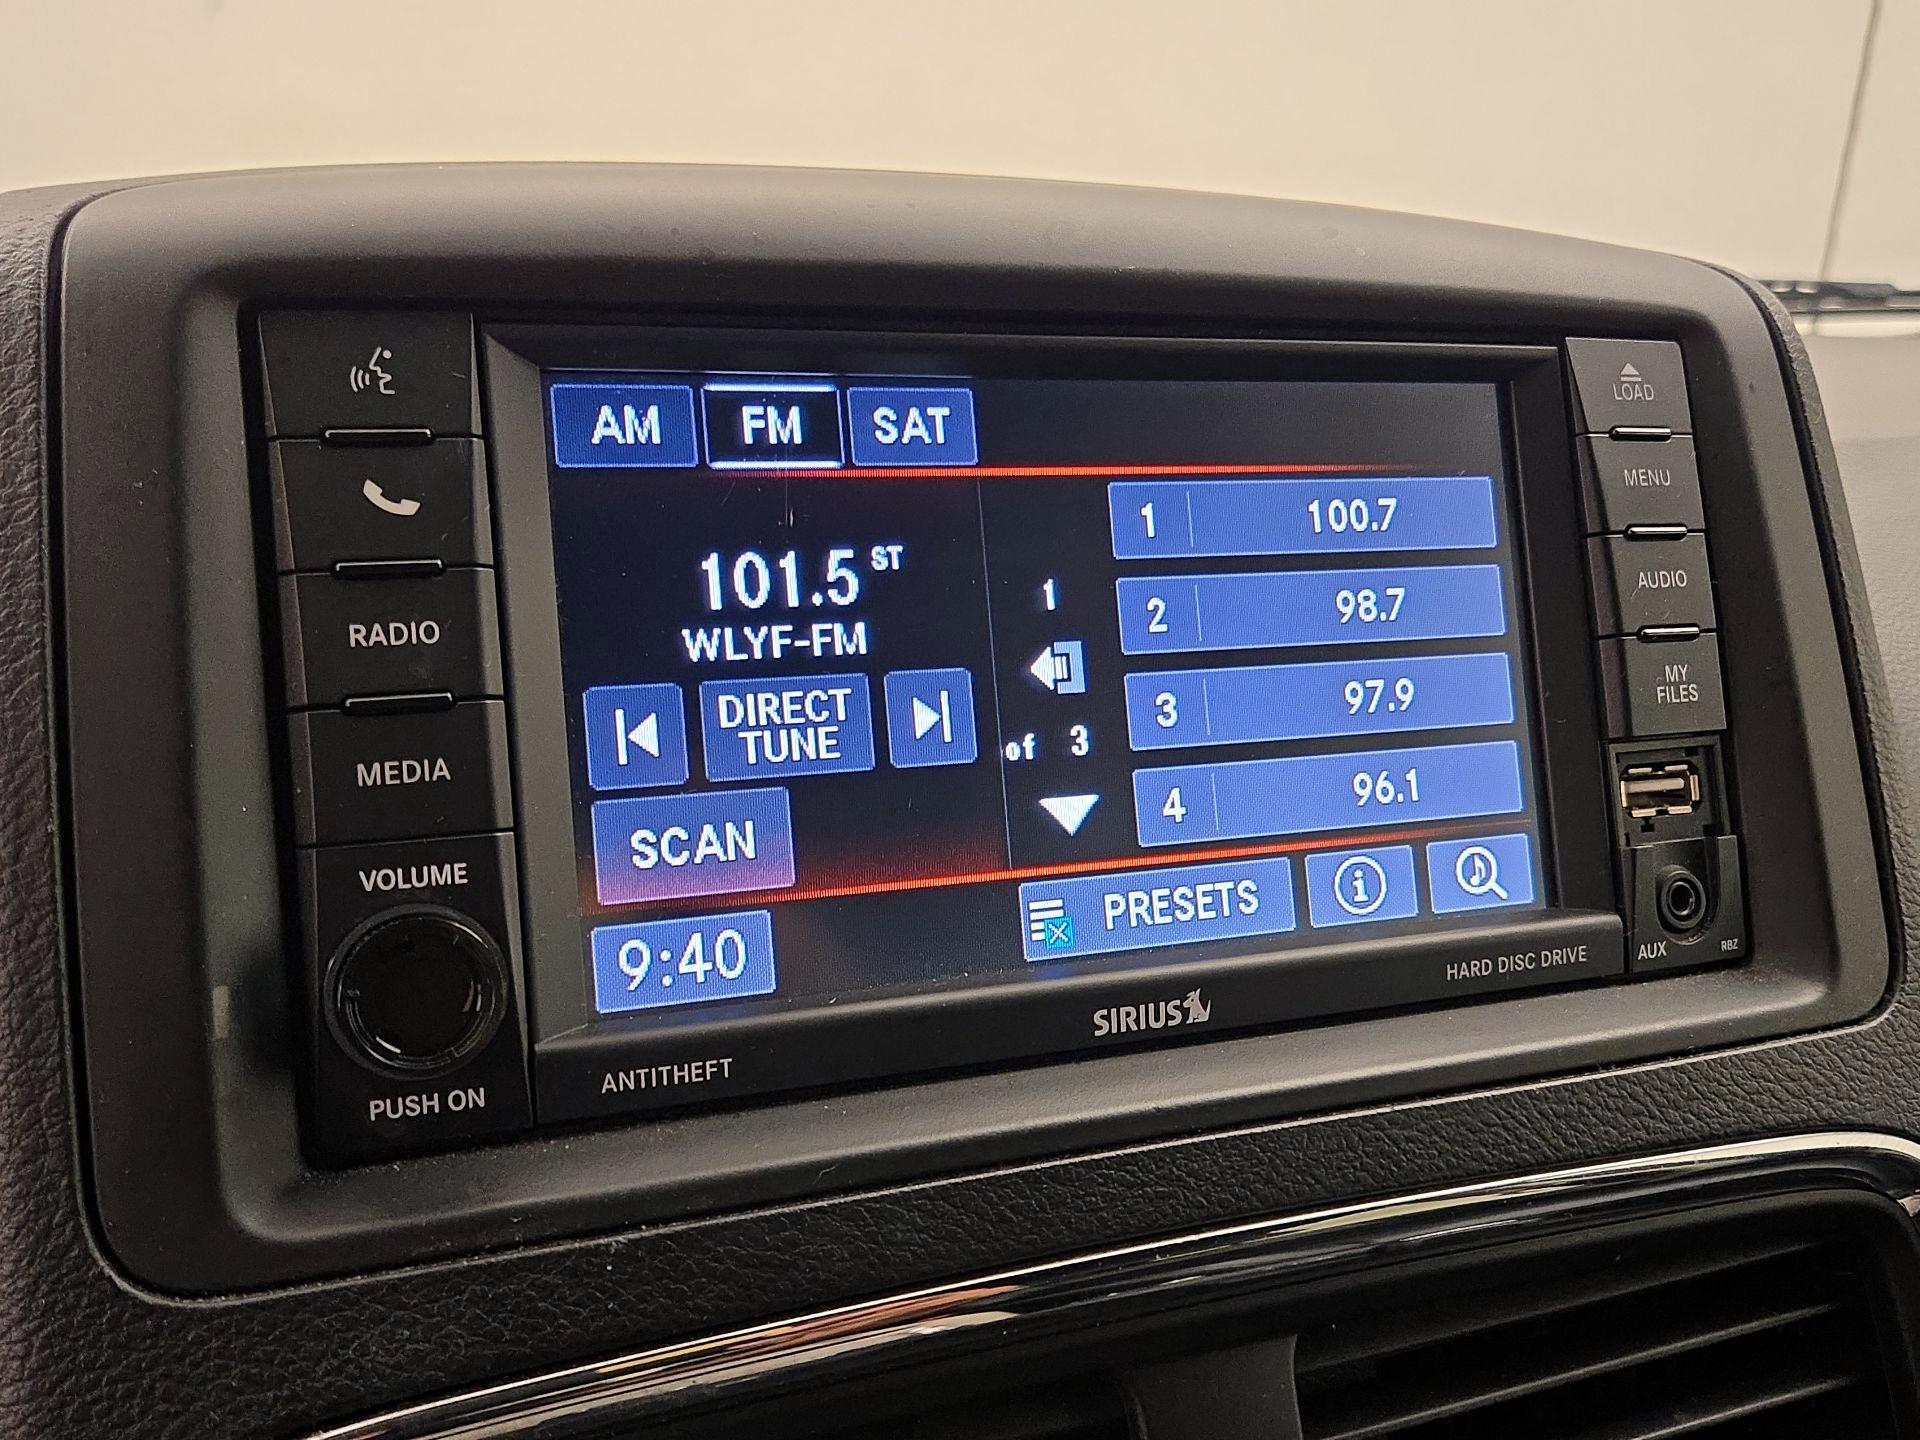 AM FM SAT
101.5 ST
WLYF-FM
DIRECT
TUNE
SCAN
9:40
1
of 3
1 100.7
2 98.7
3 97.9
4 96.1
PRESETS
i
RADIO
MEDIA
VOLUME
PUSH ON
LOAD
MENU
AUDIO
MY
FILES
AUX RBZ
ANTITHEFT
SIRIUS
HARD DISC DRIVE